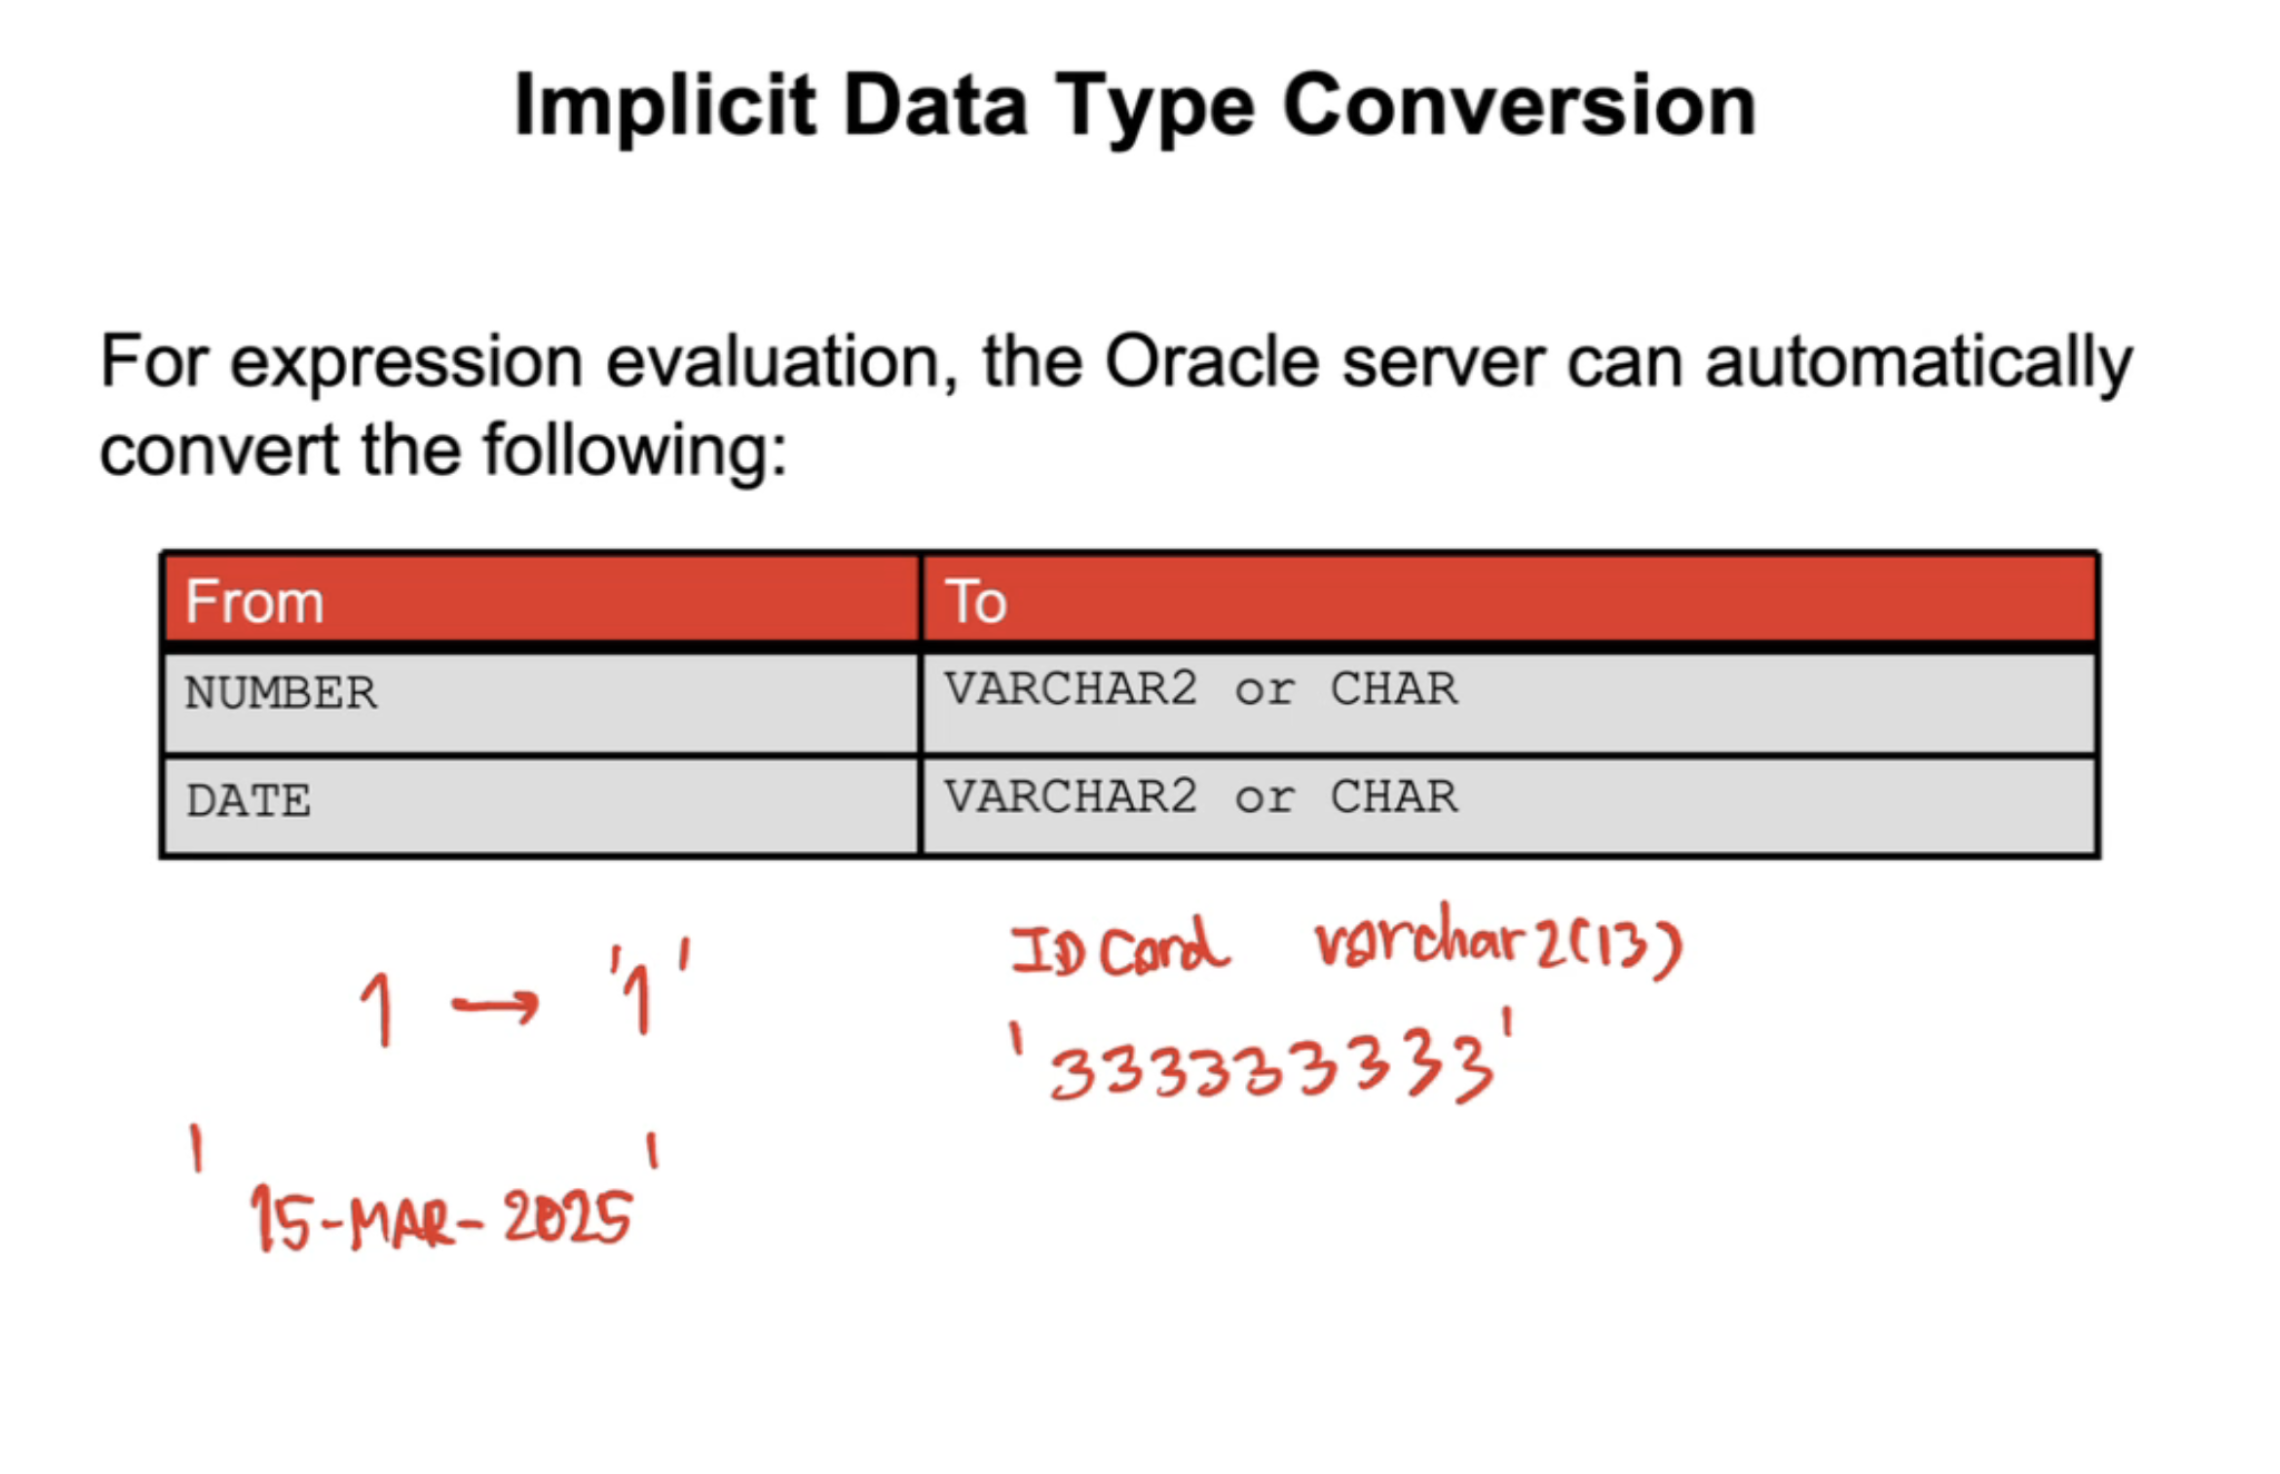 Implicit Data Type Conversion
For expression evaluation, the Oracle server can automatically
convert the following:
From To
NUMBER VARCHAR2 or CHAR
DATE VARCHAR2 or CHAR
1 → '1'
ID Card varchar2(13)
'333333333'
'15-MAR-2025'